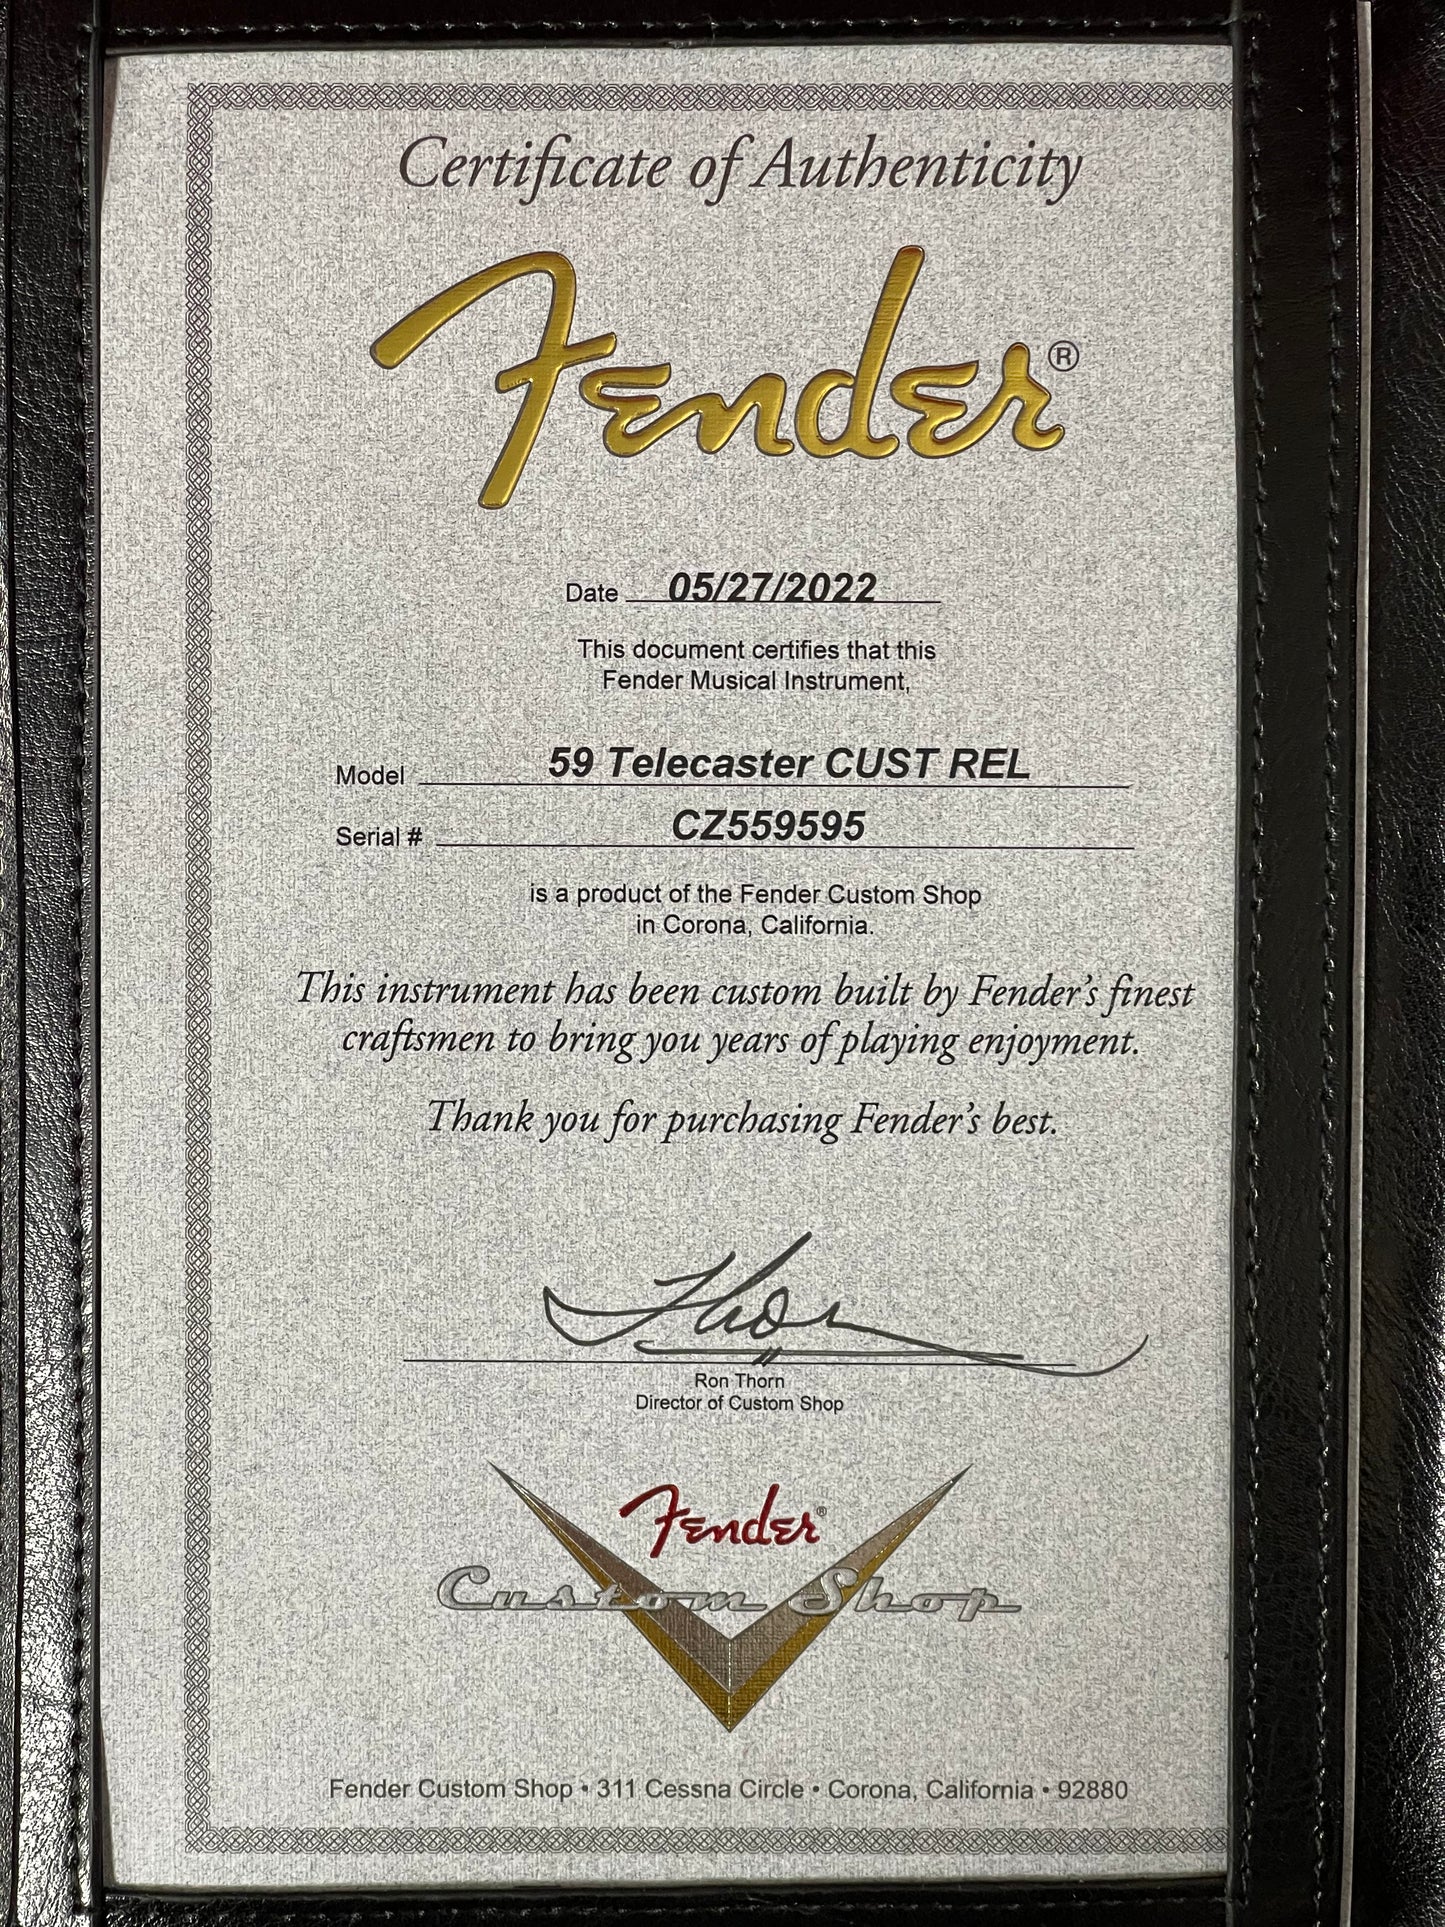 Certificate of Authenticity
Fender®
Date 05/27/2022
This document certifies that this
Fender Musical Instrument,
Model 59 Telecaster CUST REL
Serial # CZ559595
is a product of the Fender Custom Shop
in Corona, California.
This instrument has been custom built by Fender's finest
craftsmen to bring you years of playing enjoyment.
Thank you for purchasing Fender's best.
Thorn
Ron Thorn
Director of Custom Shop
Fender®
Custom Shop
Fender Custom Shop • 311 Cessna Circle • Corona, California • 92880